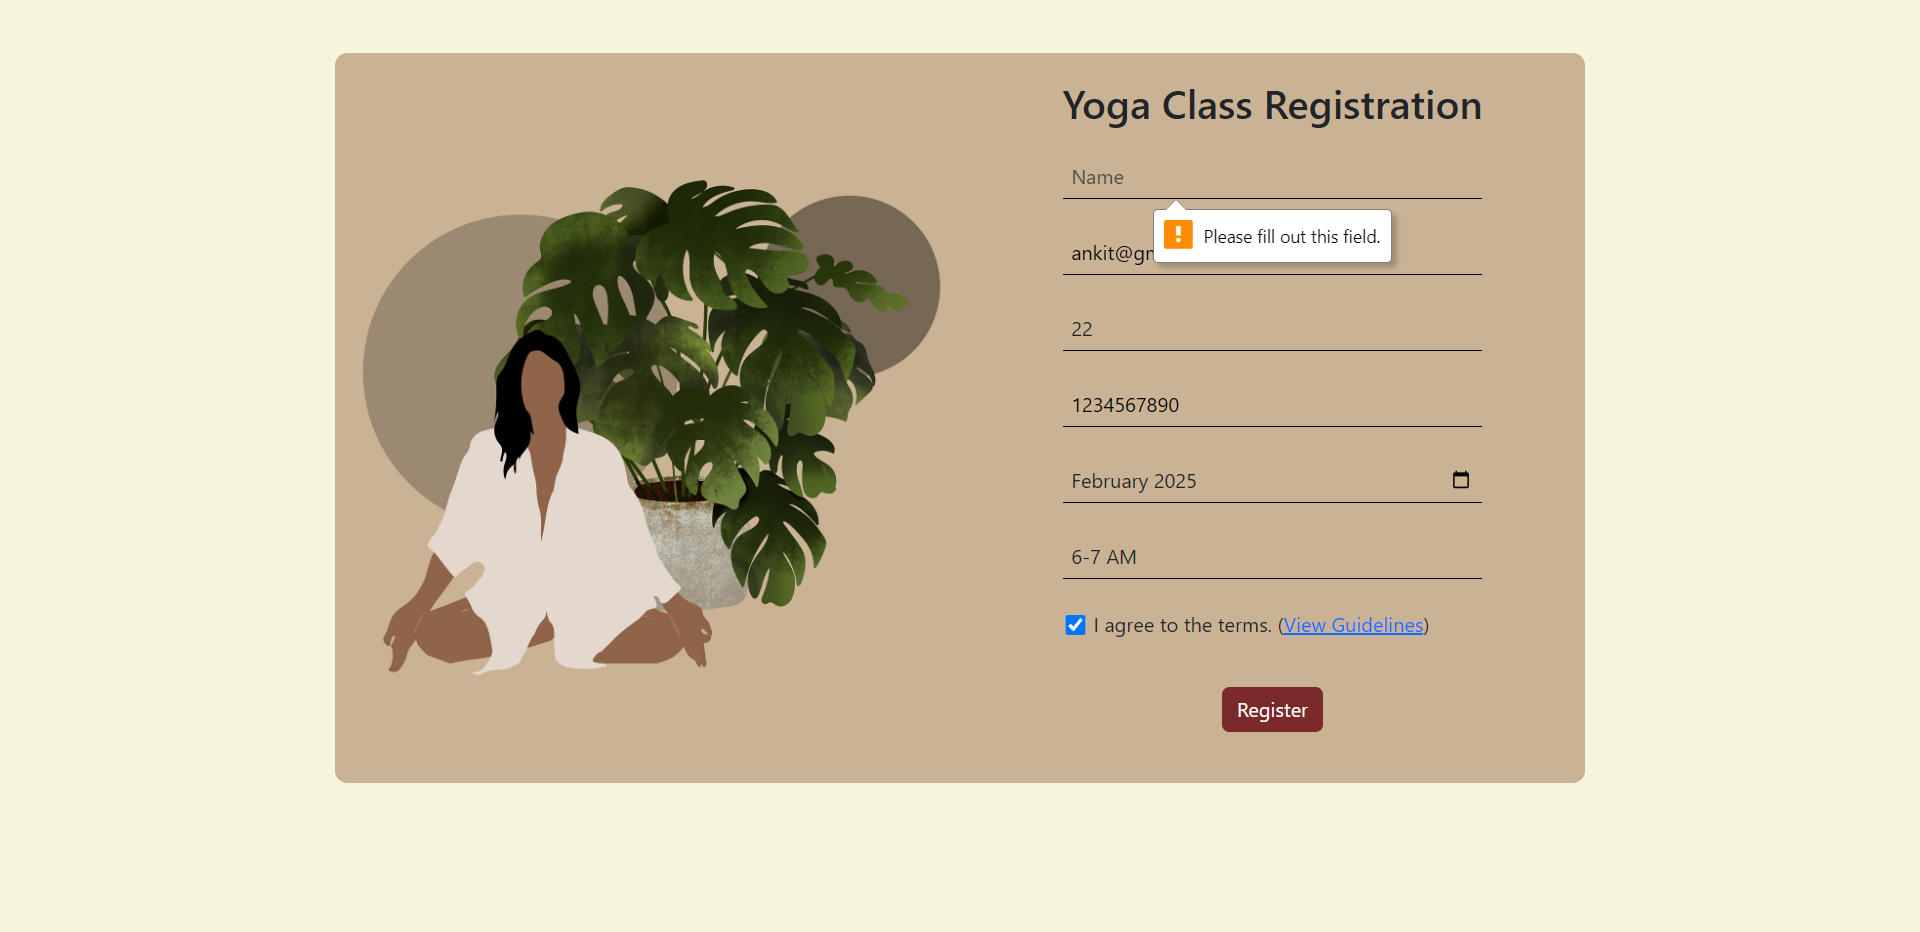 Yoga Class Registration
Name
Please fill out this field.
ankit@g
22
1234567890
February 2025
6-7 AM
I agree to the terms. (View Guidelines)
Register